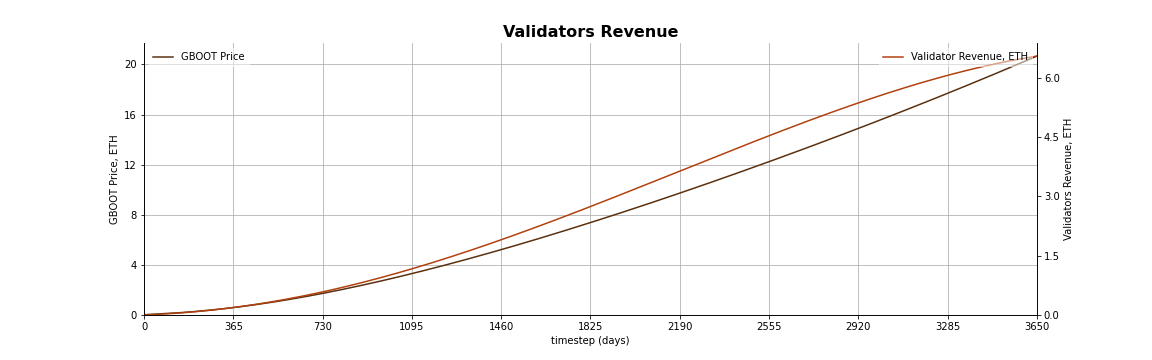 Validators Revenue
GBOOT Price
Validator Revenue, ETH
GBOOT Price, ETH
20
16
12
8
4
0
6.0
4.5
3.0
1.5
0.0
Validators Revenue, ETH
0 365 730 1095 1460 1825 2190 2555 2920 3285 3650
timestep (days)